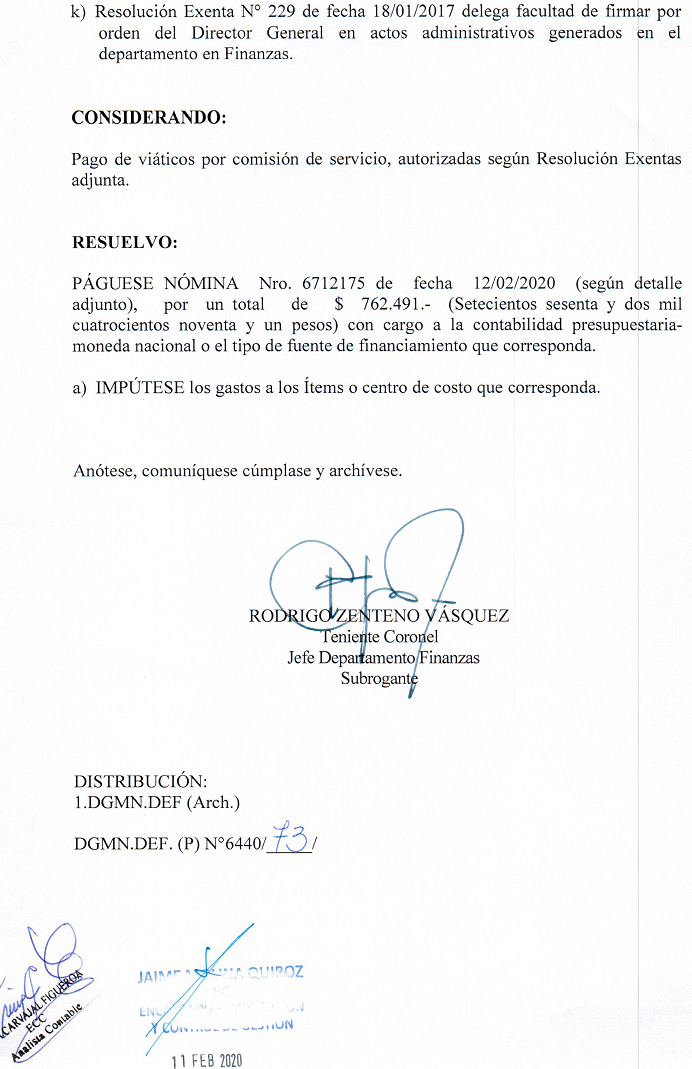 k) Resolución Exenta N° 229 de fecha 18/01/2017 delega facultad de firmar por
orden del Director General en actos administrativos generados en el
departamento en Finanzas.
CONSIDERANDO:
Pago de viáticos por comisión de servicio, autorizadas según Resolución Exentas
adjunta.
RESUELVO:
PÁGUESE NÓMINA Nro. 6712175 de fecha 12/02/2020 (según detalle
adjunto), por un total de $ 762.491.- (Setecientos sesenta y dos mil
cuatrocientos noventa y un pesos) con cargo a la contabilidad presupuestaria-
moneda nacional o el tipo de fuente de financiamiento que corresponda.
a) IMPÚTESE los gastos a los Ítems o centro de costo que corresponda.
Anótese, comuníquese cúmplase y archívese.
RODRIGO ZENTENO VÁSQUEZ
Teniente Coronel
Jefe Departamento Finanzas
Subrogante
DISTRIBUCIÓN:
1.DGMN.DEF (Arch.)
DGMN.DEF. (P) N°6440/ 73 /
CARVAJAL FIGUEROA
ECC
Analista Contable
JAIME QUIROZ
Y CONTROL DE GESTIÓN
11 FEB 2020